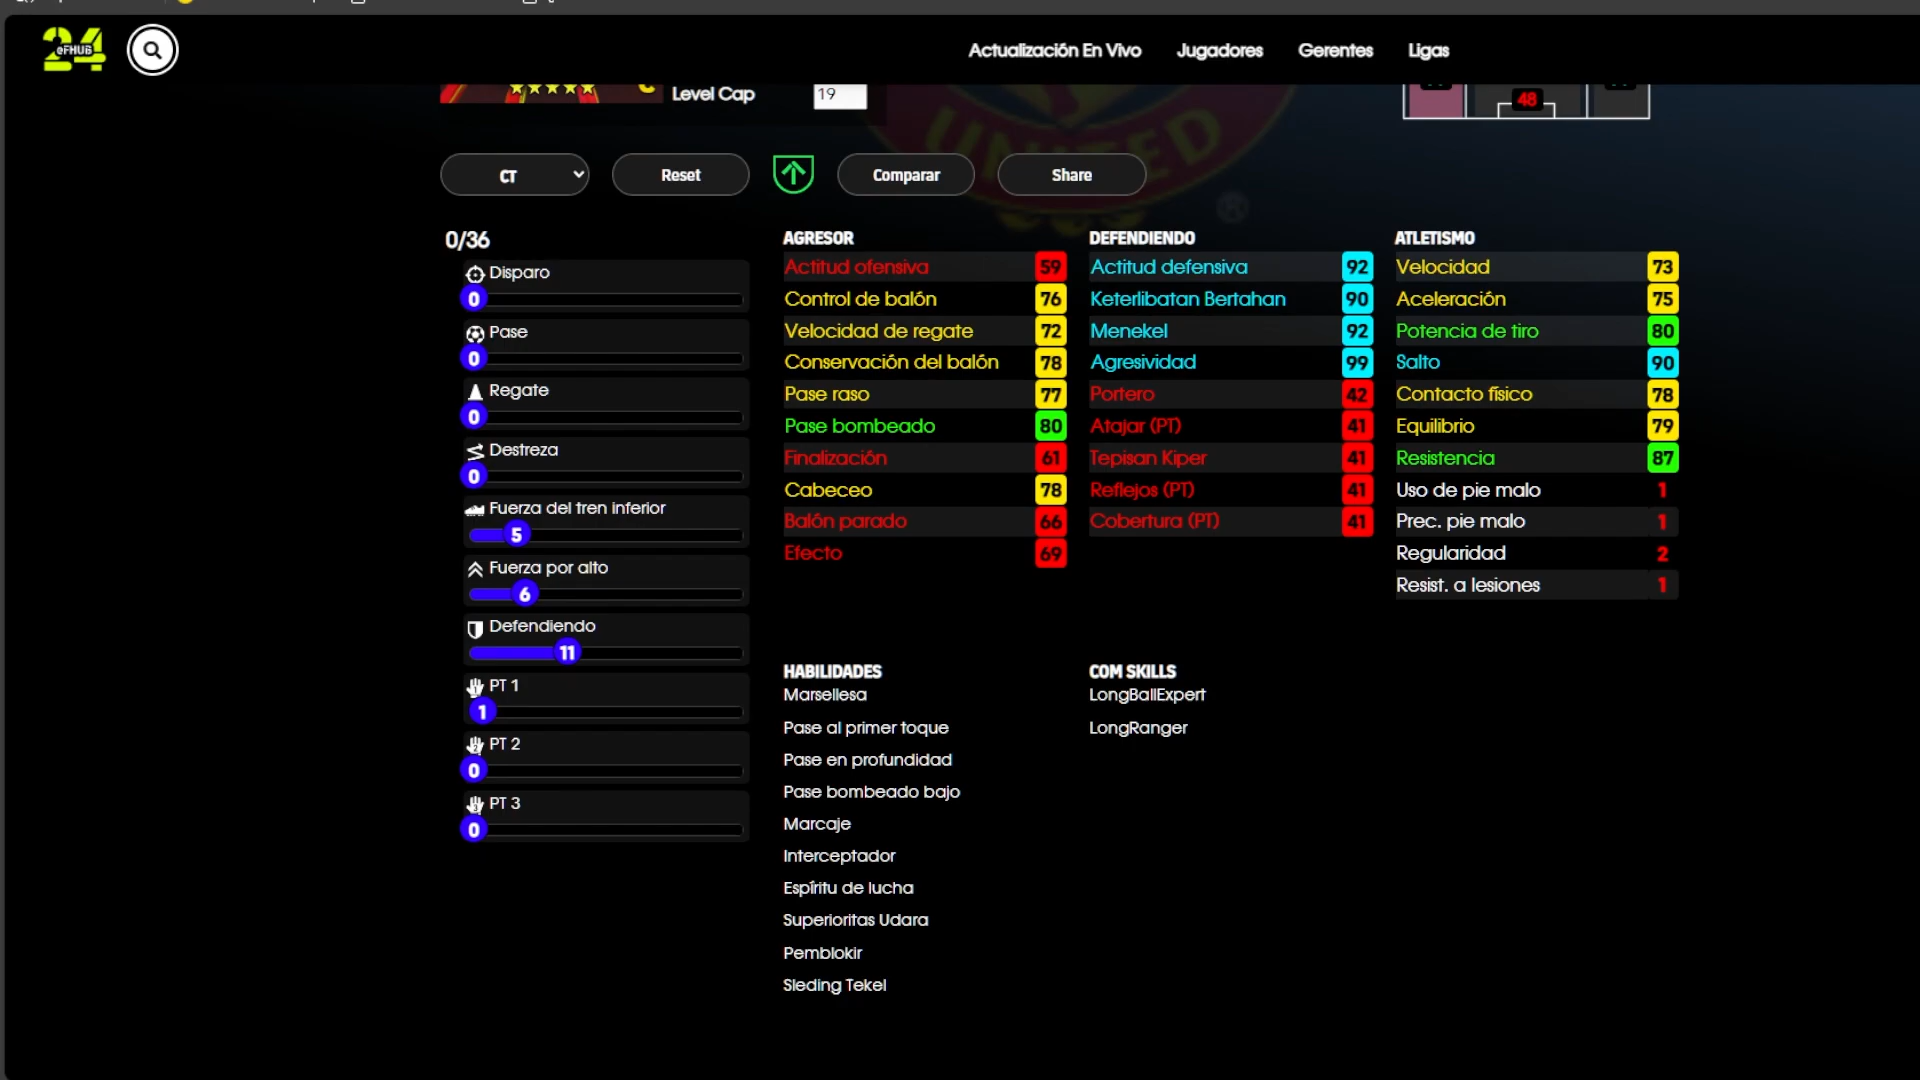 24
eFHUB
Actualización En Vivo
Jugadores
Gerentes
Ligas
Level Cap
19
48
UNITED
CT
Reset
Comparar
Share
0/36
Disparo
0
Pase
0
Regate
0
Destreza
0
Fuerza del tren inferior
5
Fuerza por alto
6
Defendiendo
11
PT 1
1
PT 2
0
PT 3
0
AGRESOR
Actitud ofensiva 59
Control de balón 76
Velocidad de regate 72
Conservación del balón 78
Pase raso 77
Pase bombeado 80
Finalización 61
Cabeceo 78
Balón parado 66
Efecto 69
DEFENDIENDO
Actitud defensiva 92
Keterlibatan Bertahan 90
Menekel 92
Agresividad 99
Portero 42
Atajar (PT) 41
Tepisan Kiper 41
Reflejos (PT) 41
Cobertura (PT) 41
ATLETISMO
Velocidad 73
Aceleración 75
Potencia de tiro 80
Salto 90
Contacto físico 78
Equilibrio 79
Resistencia 87
Uso de pie malo 1
Prec. pie malo 1
Regularidad 2
Resist. a lesiones 1
HABILIDADES
Marsellesa
Pase al primer toque
Pase en profundidad
Pase bombeado bajo
Marcaje
Interceptador
Espíritu de lucha
Superioritas Udara
Pemblokir
Sleding Tekel
COM SKILLS
LongBallExpert
LongRanger